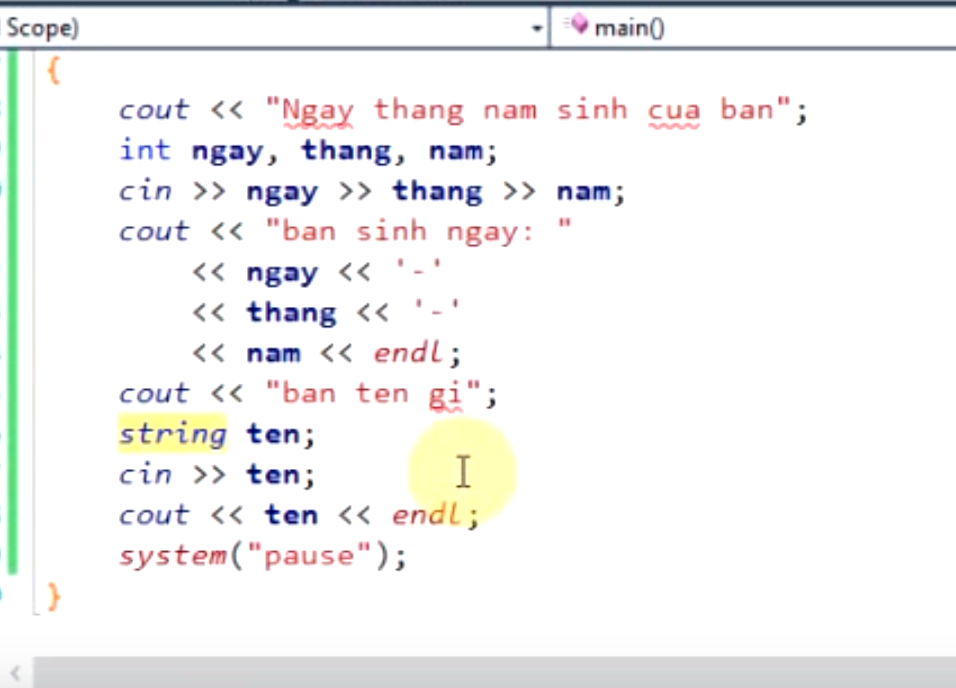 Scope)
main()
{
cout << "Ngay thang nam sinh cua ban";
int ngay, thang, nam;
cin >> ngay >> thang >> nam;
cout << "ban sinh ngay: "
<< ngay << '-'
<< thang << '-'
<< nam << endl;
cout << "ban ten gi";
string ten;
cin >> ten;
cout << ten << endl;
system("pause");
}